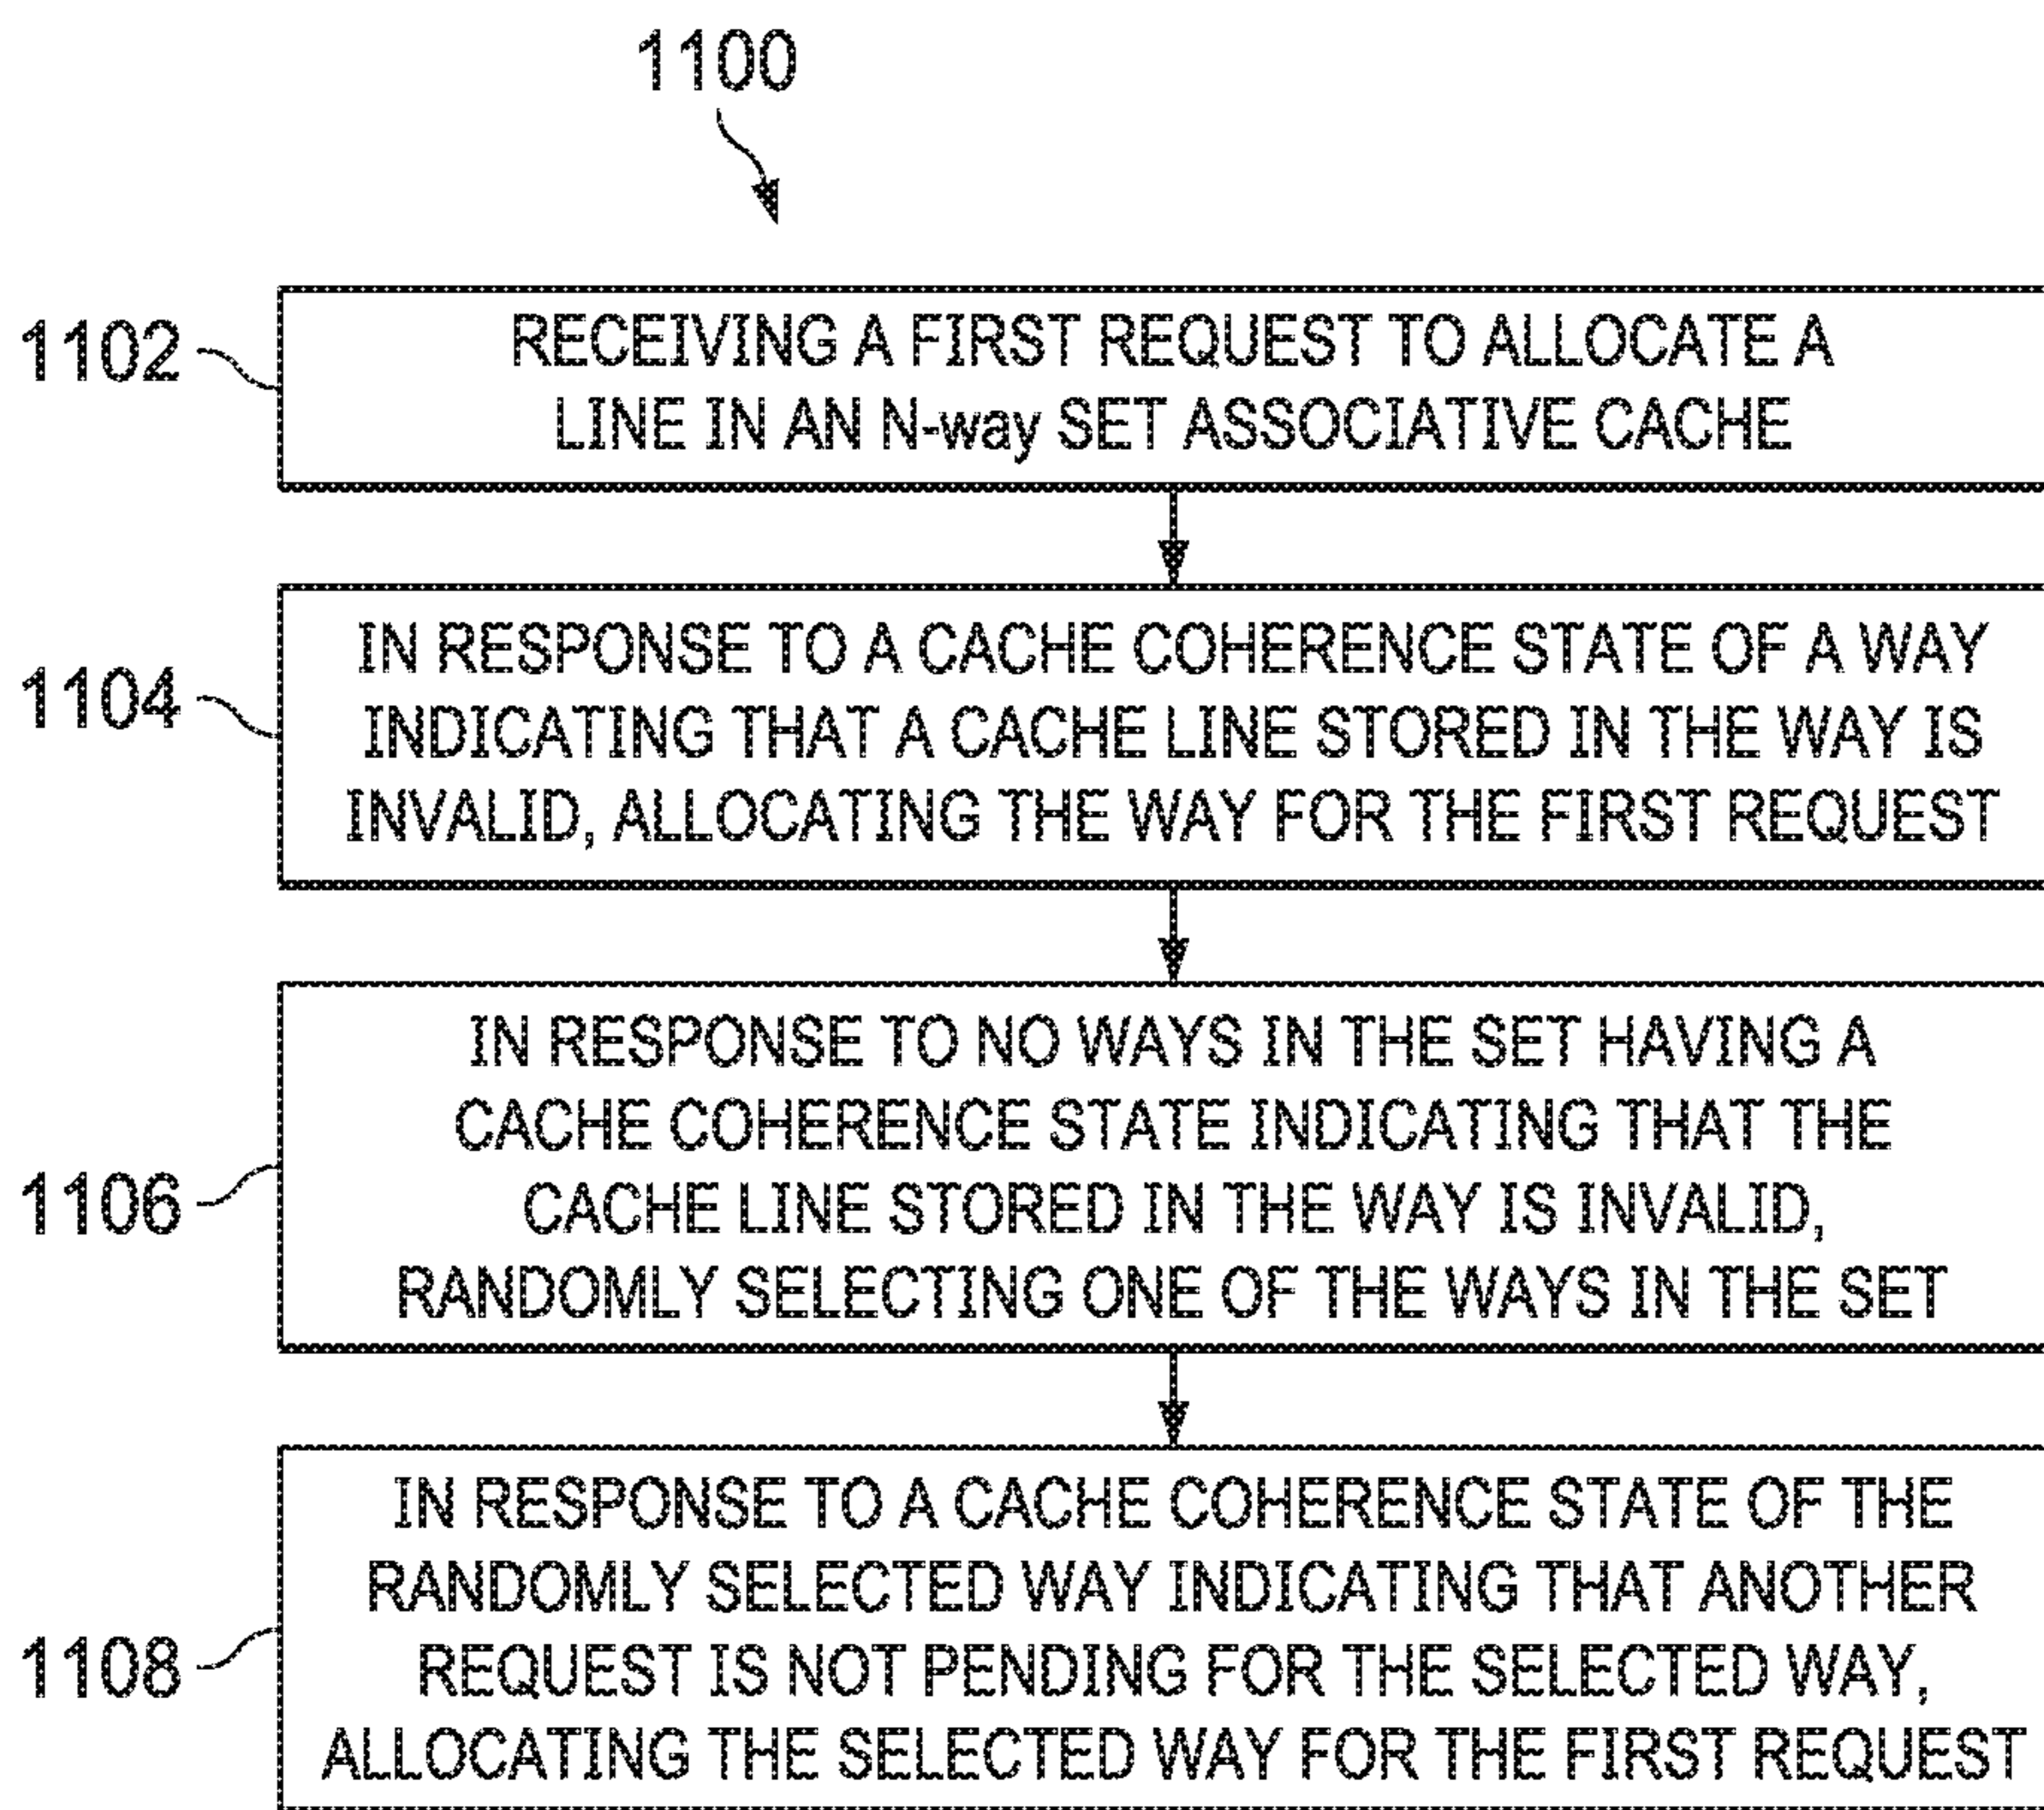 1100
1102
RECEIVING A FIRST REQUEST TO ALLOCATE A
LINE IN AN N-way SET ASSOCIATIVE CACHE
1104
IN RESPONSE TO A CACHE COHERENCE STATE OF A WAY
INDICATING THAT A CACHE LINE STORED IN THE WAY IS
INVALID, ALLOCATING THE WAY FOR THE FIRST REQUEST
1106
IN RESPONSE TO NO WAYS IN THE SET HAVING A
CACHE COHERENCE STATE INDICATING THAT THE
CACHE LINE STORED IN THE WAY IS INVALID,
RANDOMLY SELECTING ONE OF THE WAYS IN THE SET
1108
IN RESPONSE TO A CACHE COHERENCE STATE OF THE
RANDOMLY SELECTED WAY INDICATING THAT ANOTHER
REQUEST IS NOT PENDING FOR THE SELECTED WAY,
ALLOCATING THE SELECTED WAY FOR THE FIRST REQUEST